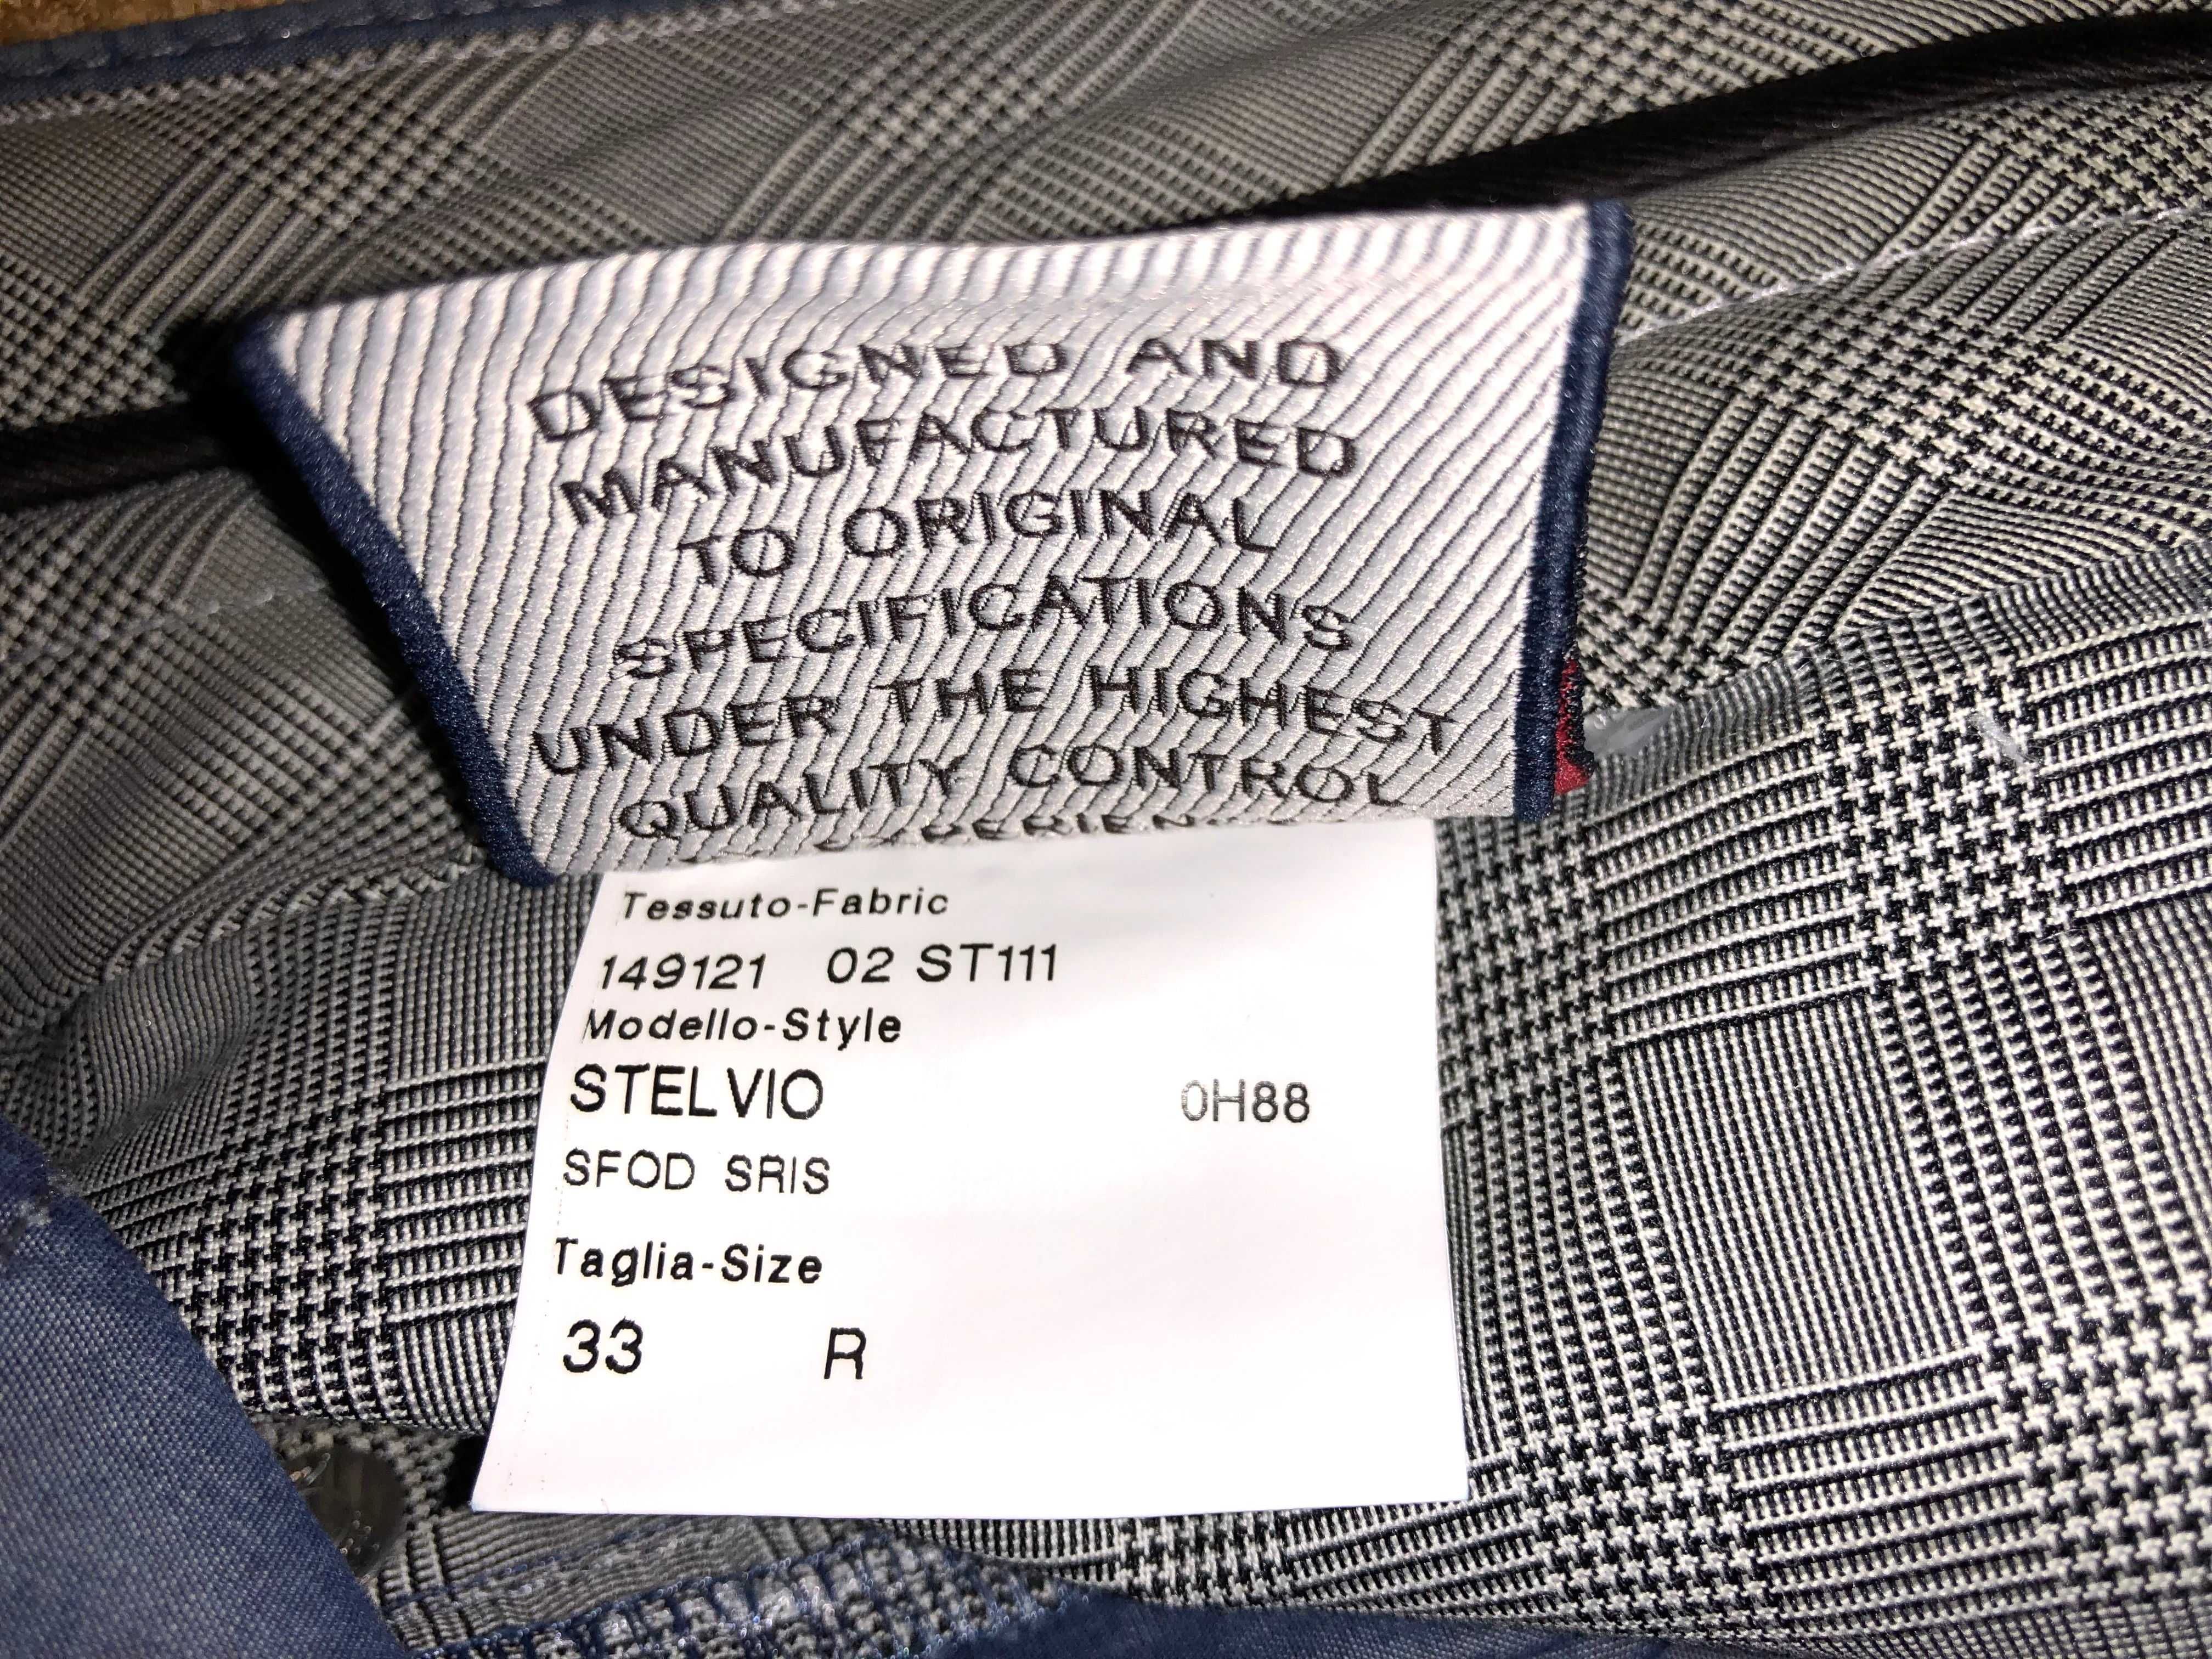 DESIGNED AND
MANUFACTURED
TO ORIGINAL
SPECIFICATIONS
UNDER THE HIGHEST
QUALITY CONTROL
Tessuto-Fabric
149121 02 ST111
Modello-Style
STELVIO 0H88
SFOD SRIS
Taglia-Size
33 R